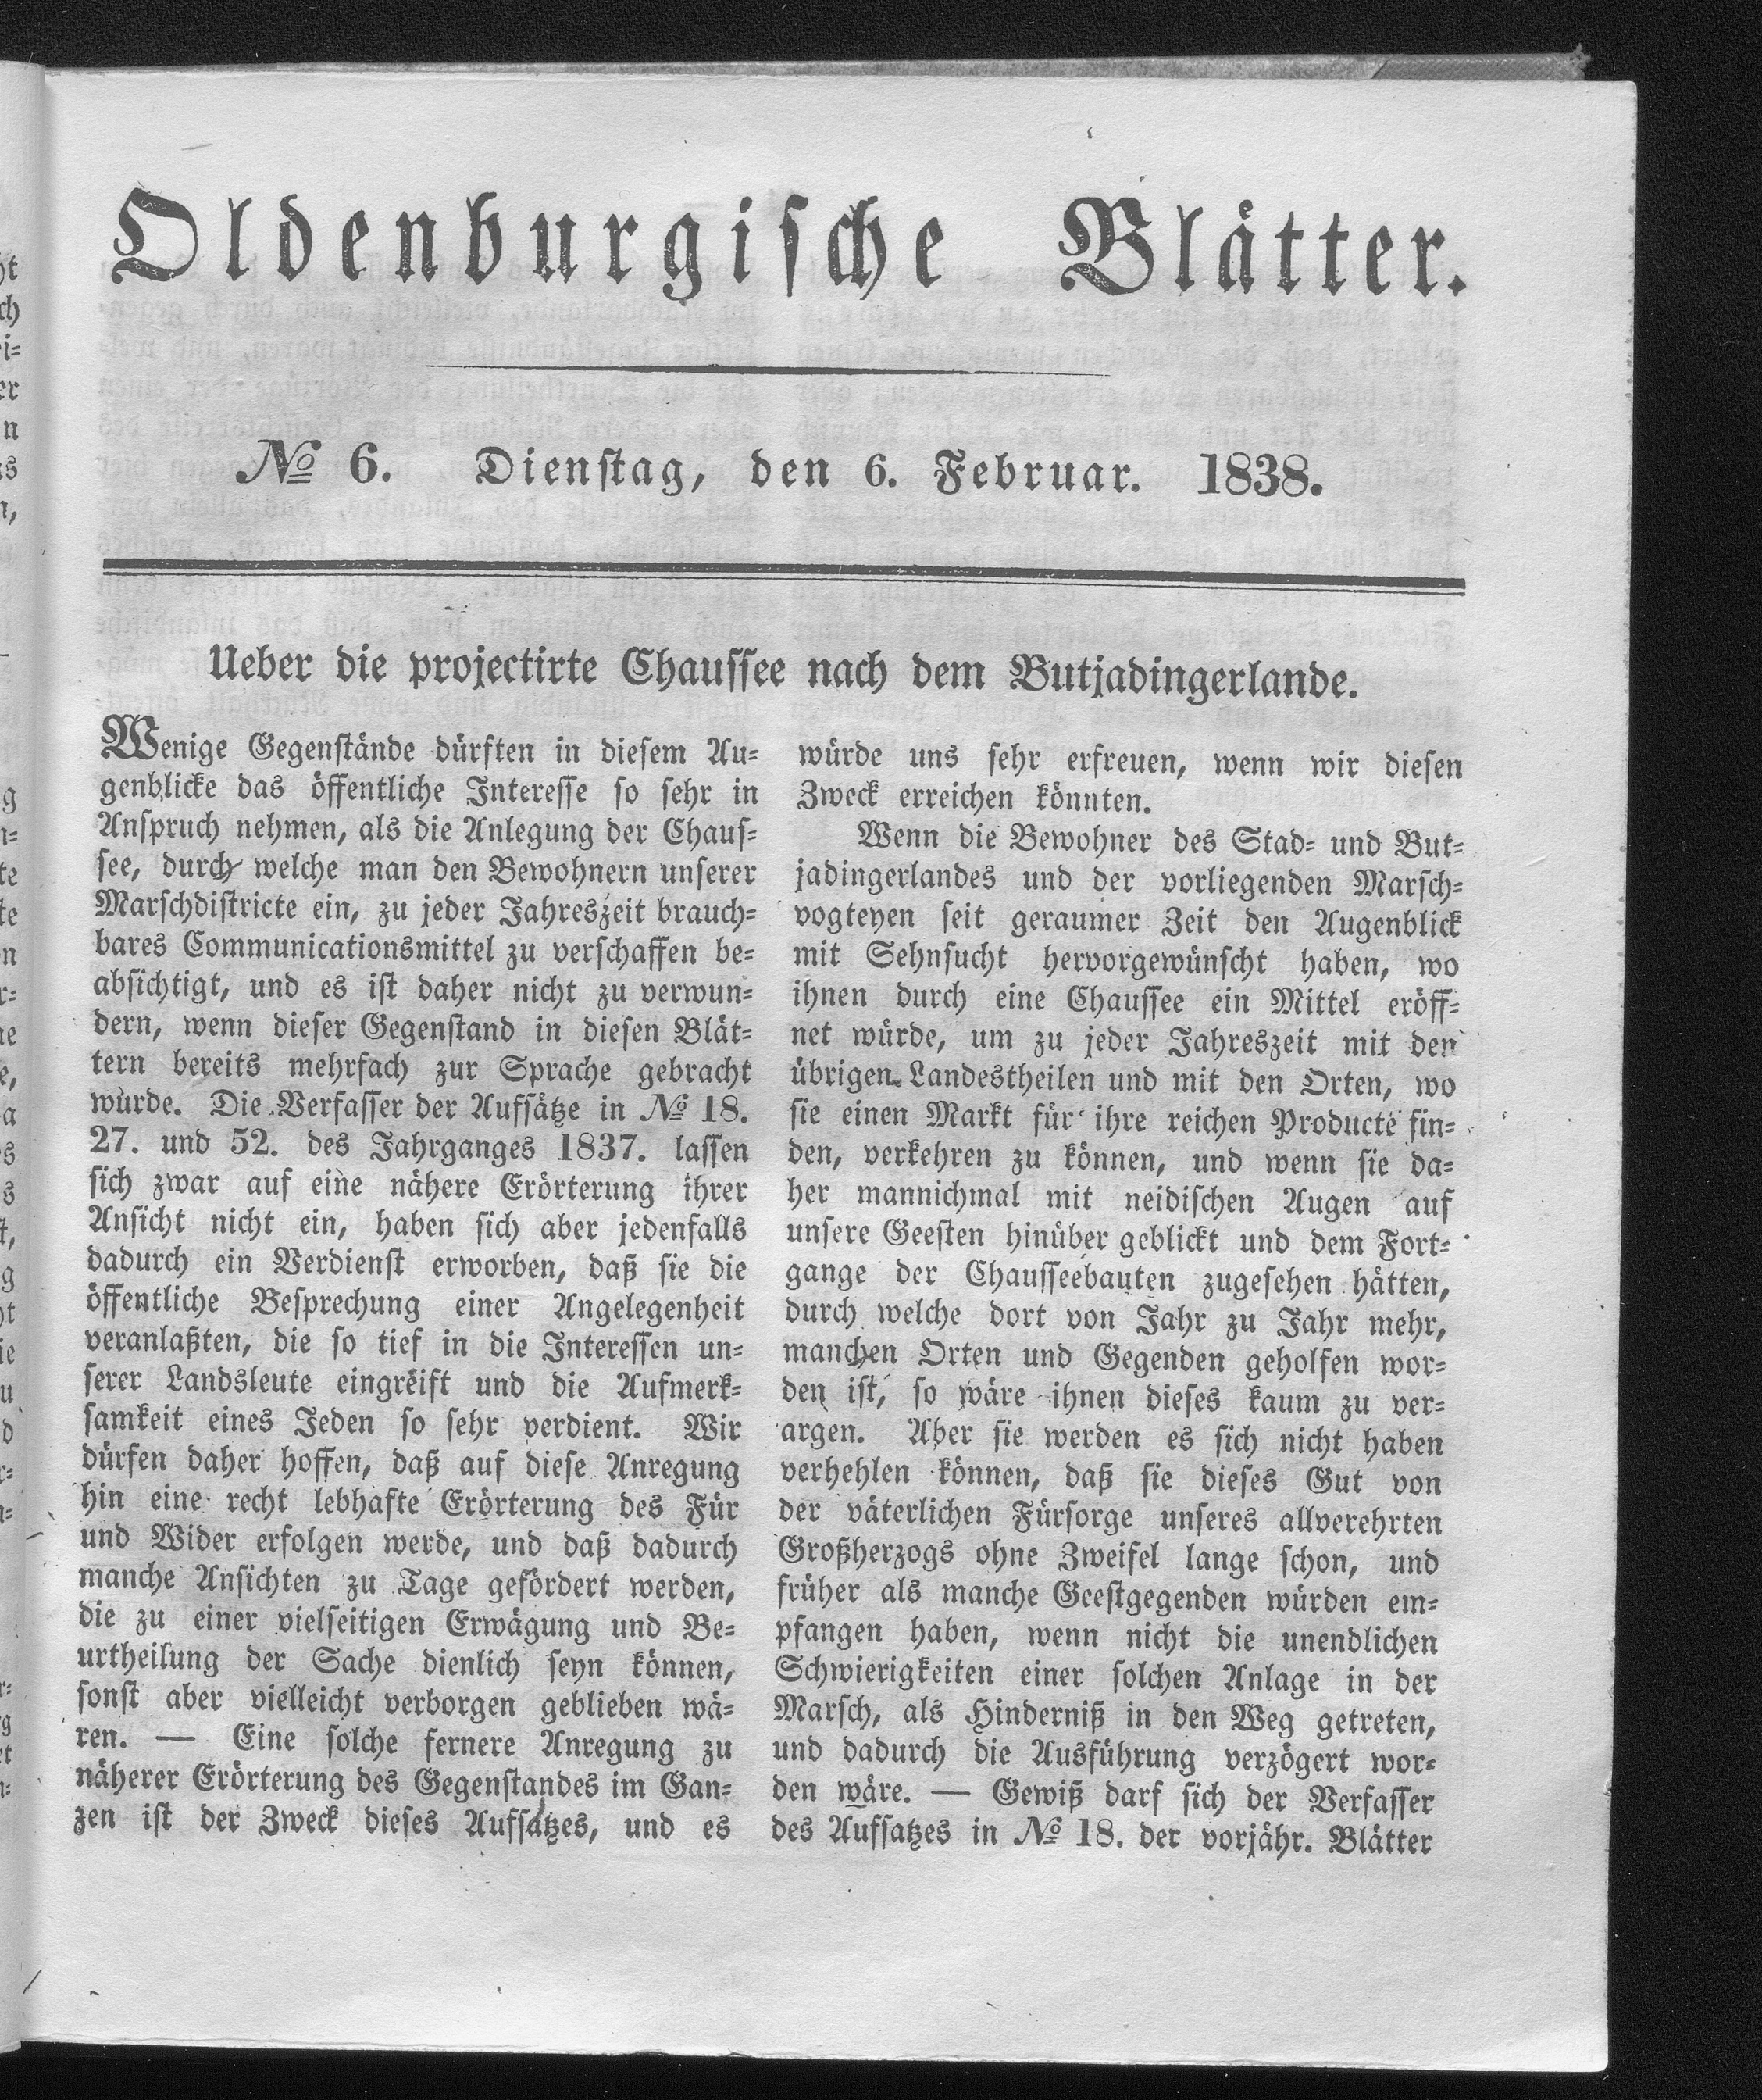 Oldenburgische Blätter.
No 6. Dienstag, den 6. Februar. 1838.
Ueber die projectirte Chaussee nach dem Butjadingerlande.
Wenige Gegenstände dürften in diesem Au-
genblicke das öffentliche Interesse so sehr in
Anspruch nehmen, als die Anlegung der Chaus-
see, durch welche man den Bewohnern unserer
Marschdistricte ein, zu jeder Jahreszeit brauch-
bares Communicationsmittel zu verschaffen be-
absichtigt, und es ist daher nicht zu verwun-
dern, wenn dieser Gegenstand in diesen Blät-
tern bereits mehrfach zur Sprache gebracht
wurde. Die Verfasser der Aufsätze in No 18.
27. und 52. des Jahrganges 1837. lassen
sich zwar auf eine nähere Erörterung ihrer
Ansicht nicht ein, haben sich aber jedenfalls
dadurch ein Verdienst erworben, daß sie die
öffentliche Besprechung einer Angelegenheit
veranlaßten, die so tief in die Interessen un-
serer Landsleute eingreift und die Aufmerk-
samkeit eines Jeden so sehr verdient. Wir
dürfen daher hoffen, daß auf diese Anregung
hin eine recht lebhafte Erörterung des Für
und Wider erfolgen werde, und daß dadurch
manche Ansichten zu Tage gefördert werden,
die zu einer vielseitigen Erwägung und Be-
urtheilung der Sache dienlich seyn können,
sonst aber vielleicht verborgen geblieben wä-
ren. — Eine solche fernere Anregung zu
näherer Erörterung des Gegenstandes im Gan-
zen ist der Zweck dieses Aufsatzes, und es
würde uns sehr erfreuen, wenn wir diesen
Zweck erreichen könnten.
Wenn die Bewohner des Stad- und But-
jadingerlandes und der vorliegenden Marsch-
vogteyen seit geraumer Zeit den Augenblick
mit Sehnsucht hervorgewünscht haben, wo
ihnen durch eine Chaussee ein Mittel eröff-
net würde, um zu jeder Jahreszeit mit den
übrigen Landestheilen und mit den Orten, wo
sie einen Markt für ihre reichen Producte fin-
den, verkehren zu können, und wenn sie da-
her mannichmal mit neidischen Augen auf
unsere Geesten hinüber geblickt und dem Fort-
gange der Chausseebauten zugesehen hätten,
durch welche dort von Jahr zu Jahr mehr,
manchen Orten und Gegenden geholfen wor-
den ist, so wäre ihnen dieses kaum zu ver-
argen. Aber sie werden es sich nicht haben
verhehlen können, daß sie dieses Gut von
der väterlichen Fürsorge unseres allverehrten
Großherzogs ohne Zweifel lange schon, und
früher als manche Geestgegenden würden em-
pfangen haben, wenn nicht die unendlichen
Schwierigkeiten einer solchen Anlage in der
Marsch, als Hinderniß in den Weg getreten,
und dadurch die Ausführung verzögert wor-
den wäre. — Gewiß darf sich der Verfasser
des Aufsatzes in No 18. der vorjähr. Blätter